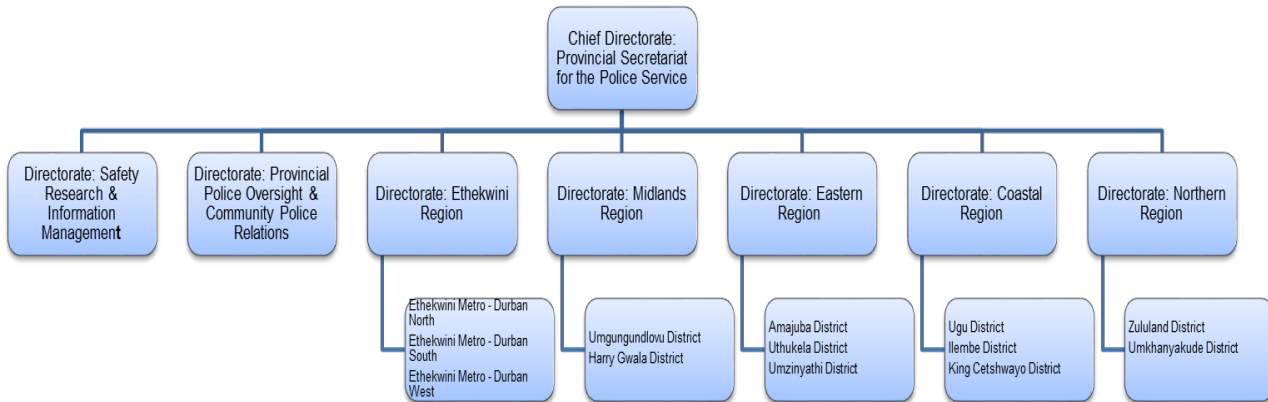 Chief Directorate:
Provincial Secretariat
for the Police Service
Directorate: Safety
Research &
Information
Management
Directorate: Provincial
Police Oversight &
Community Police
Relations
Directorate: Ethekwini
Region
Directorate: Midlands
Region
Directorate: Eastern
Region
Directorate: Coastal
Region
Directorate: Northern
Region
Ethekwini Metro - Durban
North
Ethekwini Metro - Durban
South
Ethekwini Metro - Durban
West
Umgungundlovu District
Harry Gwala District
Amajuba District
Uthukela District
Umzinyathi District
Ugu District
Ilembe District
King Cetshwayo District
Zululand District
Umkhanyakude District